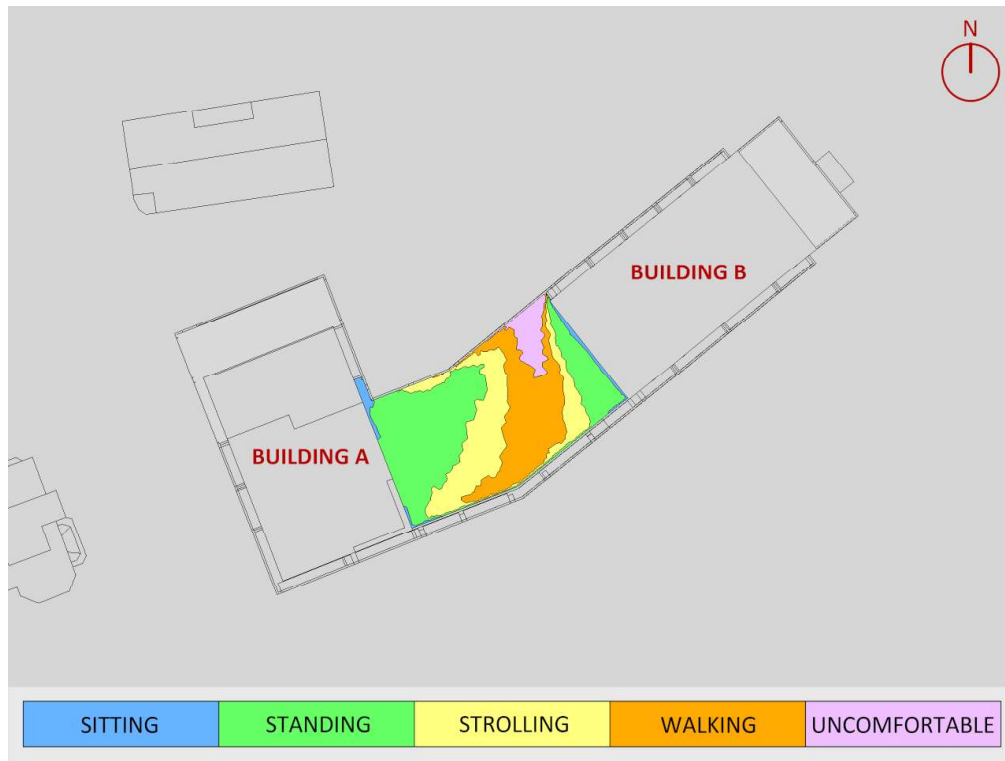 N
BUILDING B
BUILDING A
SITTING
STANDING
STROLLING
WALKING
UNCOMFORTABLE